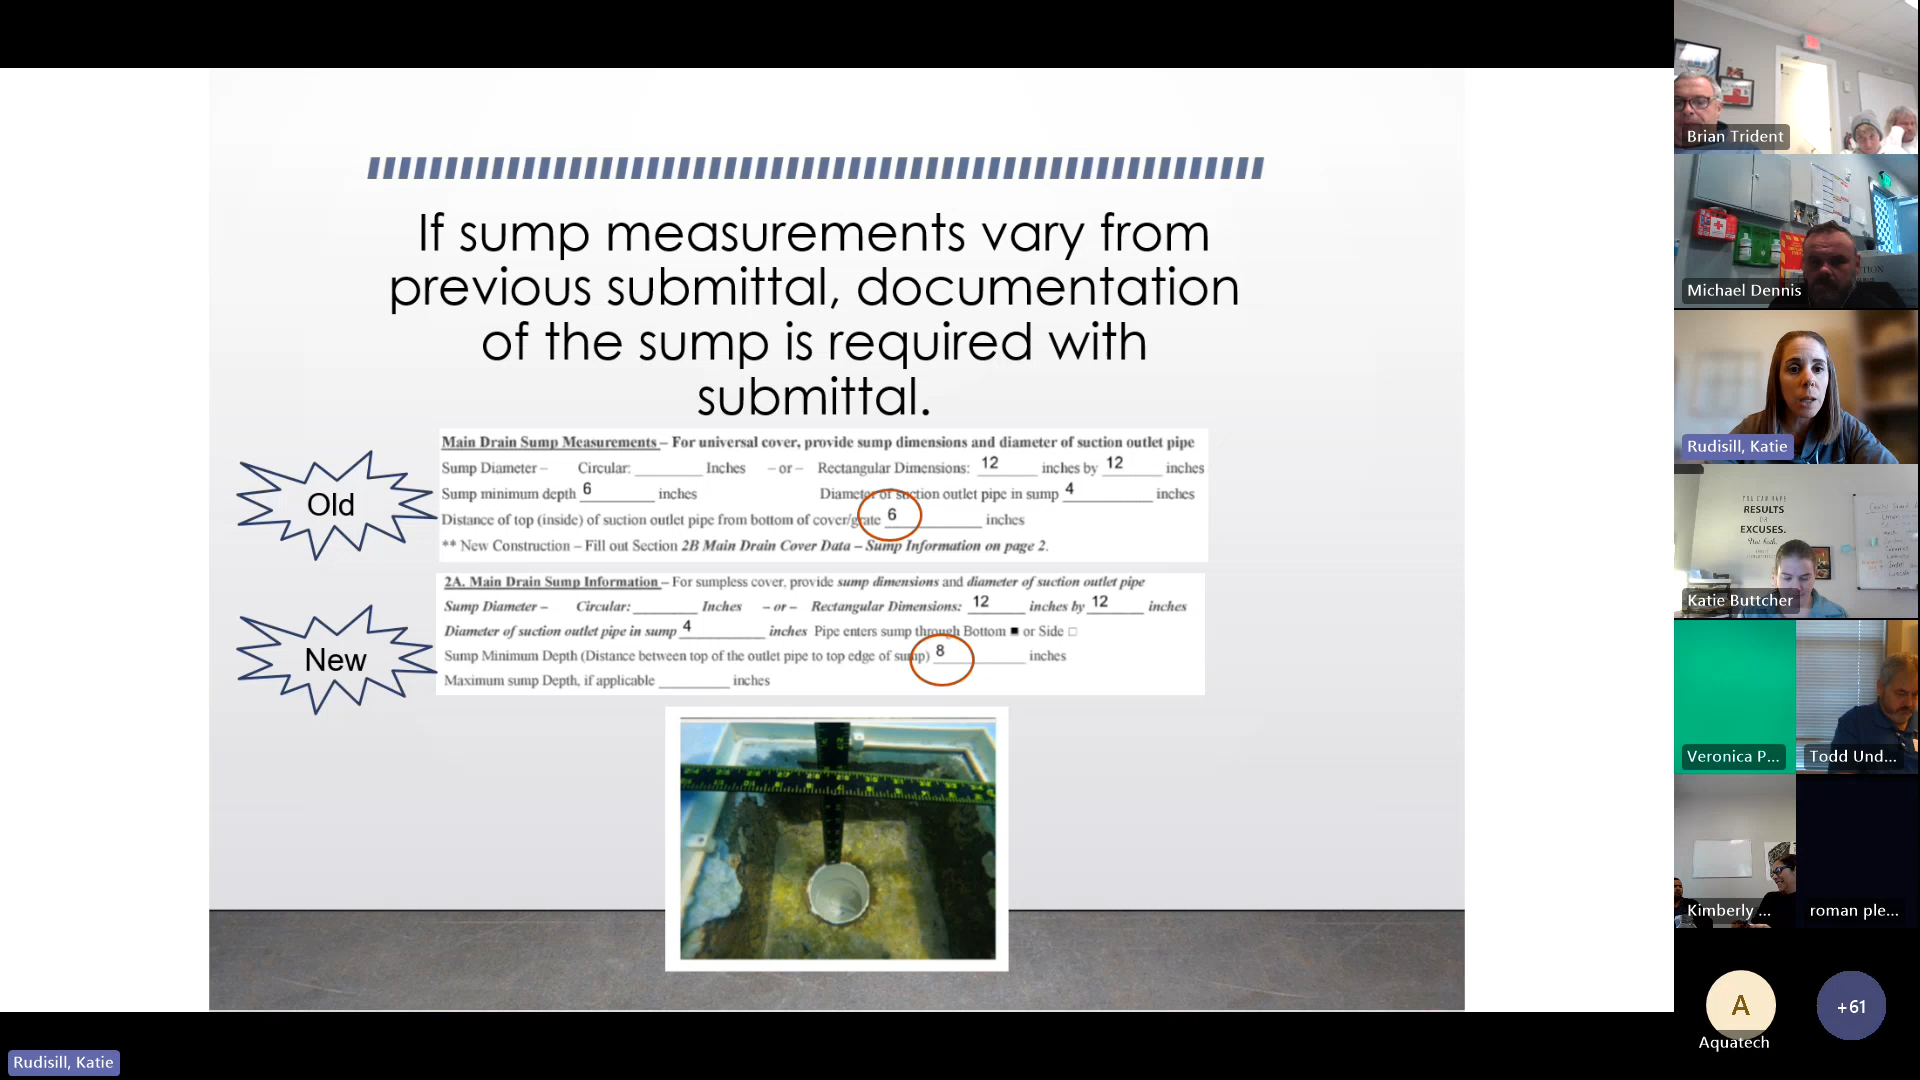 If sump measurements vary from
previous submittal, documentation
of the sump is required with
submittal.
Old
Main Drain Sump Measurements – For universal cover, provide sump dimensions and diameter of suction outlet pipe
Sump Diameter – Circular: ________ Inches – or – Rectangular Dimensions: 12 inches by 12 inches
Sump minimum depth 6 inches Diameter of suction outlet pipe in sump 4 inches
Distance of top (inside) of suction outlet pipe from bottom of cover/grate 6 inches
** New Construction – Fill out Section 2B Main Drain Cover Data – Sump Information on page 2.
New
2A. Main Drain Sump Information – For sumpless cover, provide sump dimensions and diameter of suction outlet pipe
Sump Diameter – Circular: ________ Inches – or – Rectangular Dimensions: 12 inches by 12 inches
Diameter of suction outlet pipe in sump 4 inches Pipe enters sump through Bottom ■ or Side □
Sump Minimum Depth (Distance between top of the outlet pipe to top edge of sump) 8 inches
Maximum sump Depth, if applicable ________ inches
Brian Trident
Michael Dennis
Rudisill, Katie
YOU CAN HAVE
RESULTS
OR
EXCUSES.
Not Both.
Katie Buttcher
Veronica P...
Todd Und...
Kimberly ...
roman ple...
A
Aquatech
+61
Rudisill, Katie